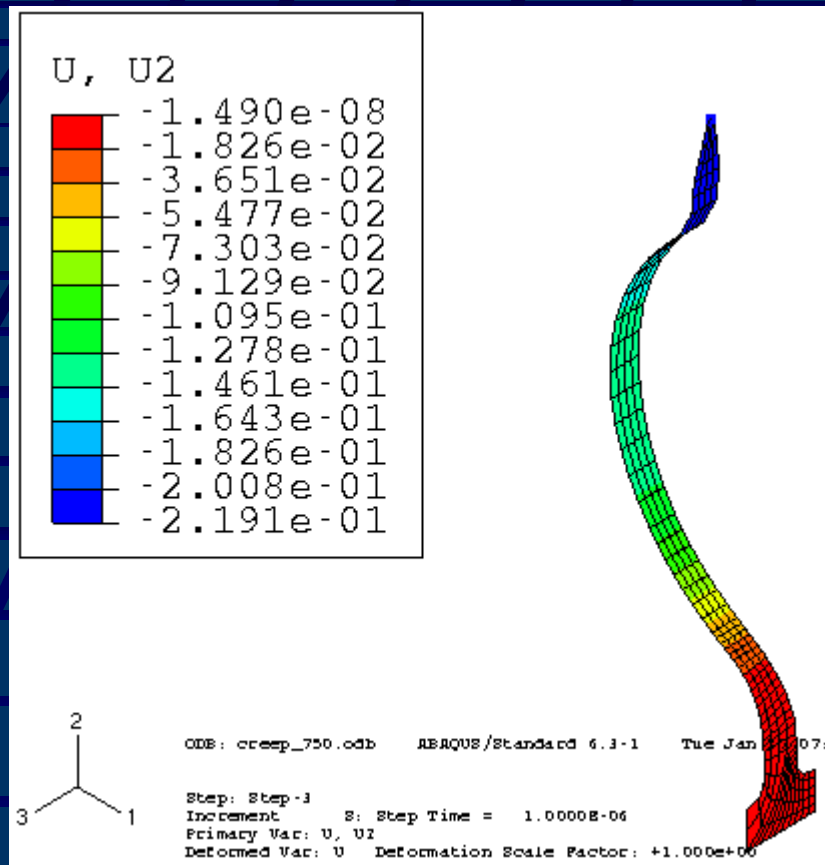 U, U2
-1.490e-08
-1.826e-02
-3.651e-02
-5.477e-02
-7.303e-02
-9.129e-02
-1.095e-01
-1.278e-01
-1.461e-01
-1.643e-01
-1.826e-01
-2.008e-01
-2.191e-01
2
3
1
ODB: creep_750.odb ABAQUS/Standard 6.3-1 Tue Jan 07:
Step: Step-3
Increment 8: Step Time = 1.0000E-06
Primary Var: U, U2
Deformed Var: U Deformation Scale Factor: +1.000e+00